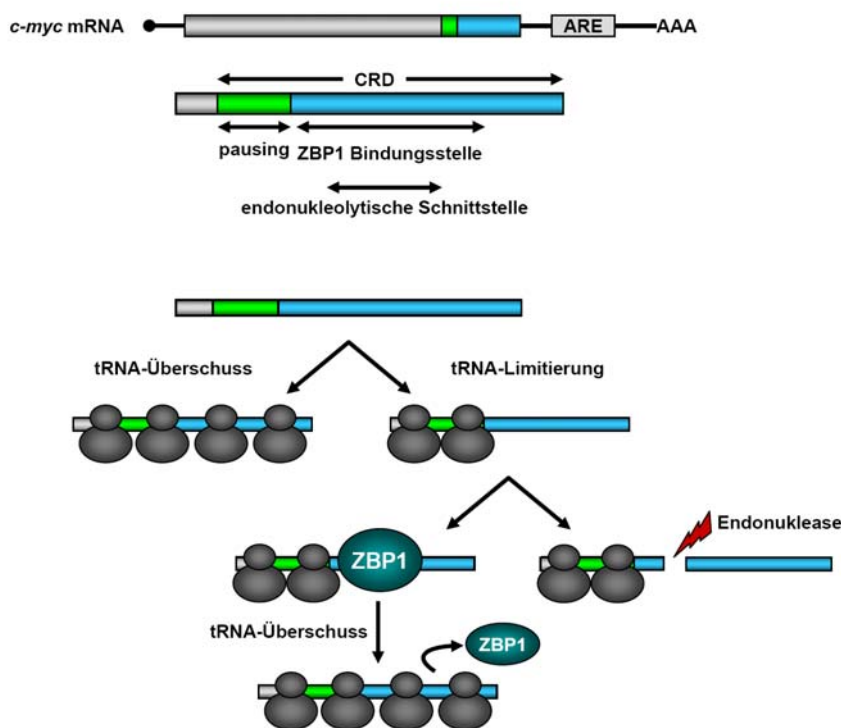 c-myc mRNA
ARE
AAA
CRD
pausing
ZBP1 Bindungsstelle
endonukleolytische Schnittstelle
tRNA-Überschuss
tRNA-Limitierung
ZBP1
Endonuklease
tRNA-Überschuss
ZBP1